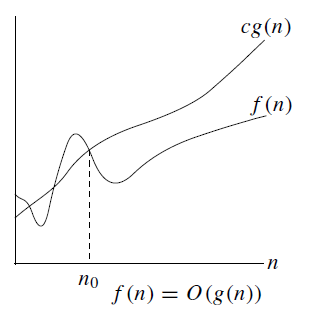 cg(n)
f(n)
n
n₀
f(n) = O(g(n))